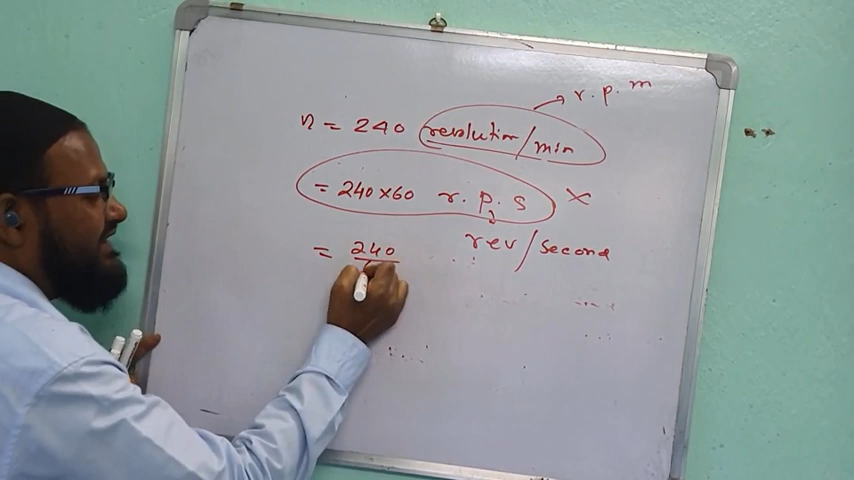 r.p.m
n = 240 revolution/min
= 240×60 r.p.s ×
rev/second
= 240